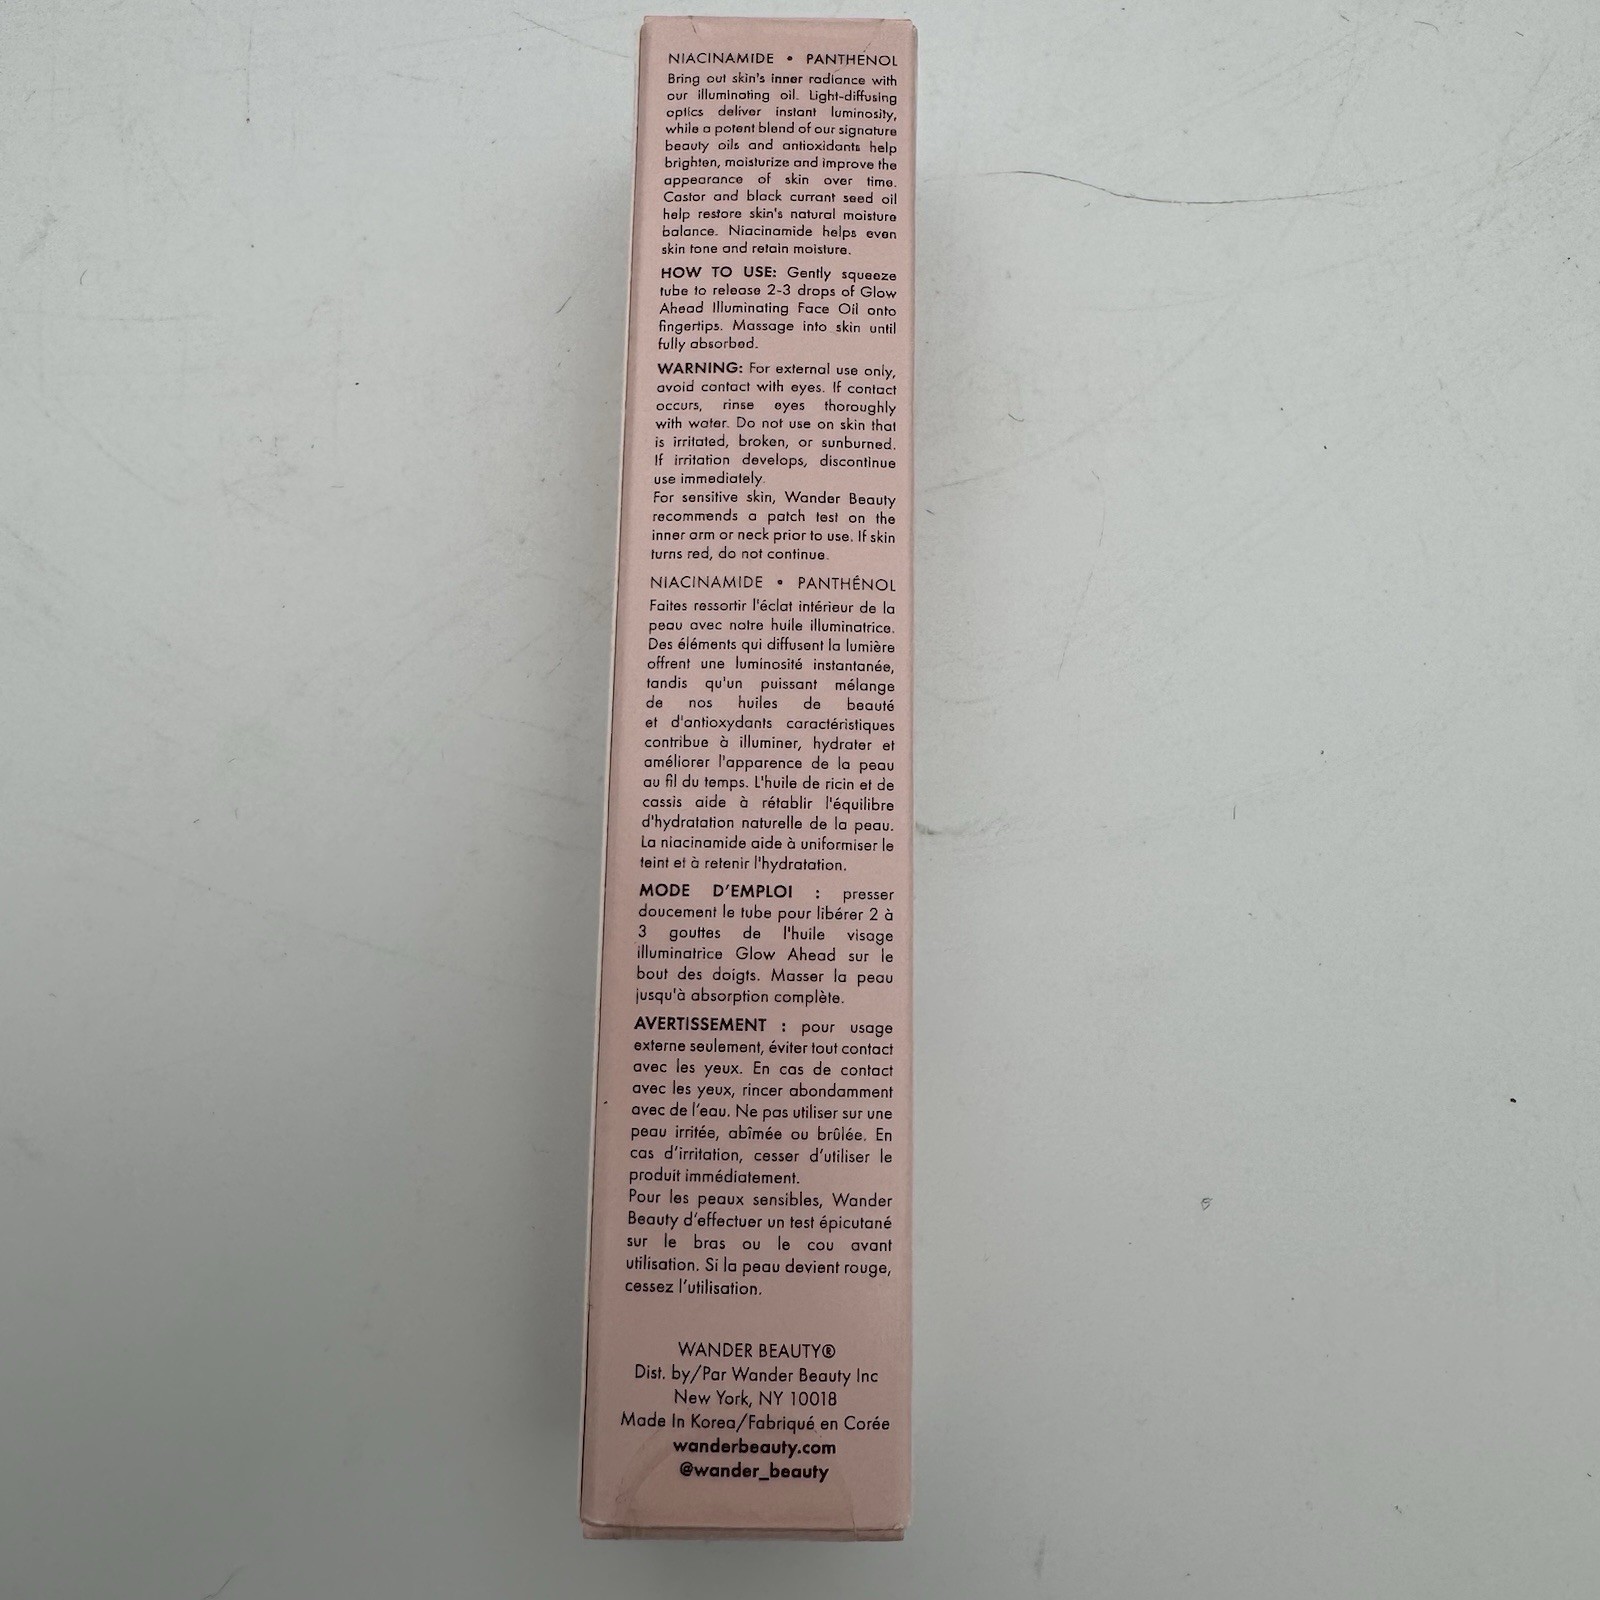 NIACINAMIDE • PANTHENOL
Bring out skin's inner radiance with
our illuminating oil. Light-diffusing
optics deliver instant luminosity,
while a potent blend of our signature
beauty oils and antioxidants help
brighten, moisturize and improve the
appearance of skin over time.
Castor and black currant seed oil
help restore skin's natural moisture
balance. Niacinamide helps even
skin tone and retain moisture.
HOW TO USE: Gently squeeze
tube to release 2-3 drops of Glow
Ahead Illuminating Face Oil onto
fingertips. Massage into skin until
fully absorbed.
WARNING: For external use only,
avoid contact with eyes. If contact
occurs, rinse eyes thoroughly
with water. Do not use on skin that
is irritated, broken, or sunburned.
If irritation develops, discontinue
use immediately.
For sensitive skin, Wander Beauty
recommends a patch test on the
inner arm or neck prior to use. If skin
turns red, do not continue.
NIACINAMIDE • PANTHÉNOL
Faites ressortir l'éclat intérieur de la
peau avec notre huile illuminatrice.
Des éléments qui diffusent la lumière
offrent une luminosité instantanée,
tandis qu'un puissant mélange
de nos huiles de beauté
et d'antioxydants caractéristiques
contribue à illuminer, hydrater et
améliorer l'apparence de la peau
au fil du temps. L'huile de ricin et de
cassis aide à rétablir l'équilibre
d'hydratation naturelle de la peau.
La niacinamide aide à uniformiser le
teint et à retenir l'hydratation.
MODE D'EMPLOI : presser
doucement le tube pour libérer 2 à
3 gouttes de l'huile visage
illuminatrice Glow Ahead sur le
bout des doigts. Masser la peau
jusqu'à absorption complète.
AVERTISSEMENT : pour usage
externe seulement, éviter tout contact
avec les yeux. En cas de contact
avec les yeux, rincer abondamment
avec de l'eau. Ne pas utiliser sur une
peau irritée, abîmée ou brûlée. En
cas d'irritation, cesser d'utiliser le
produit immédiatement.
Pour les peaux sensibles, Wander
Beauty d'effectuer un test épicutané
sur le bras ou le cou avant
utilisation. Si la peau devient rouge,
cessez l'utilisation.
WANDER BEAUTY®
Dist. by/Par Wander Beauty Inc
New York, NY 10018
Made In Korea/Fabriqué en Corée
wanderbeauty.com
@wander_beauty